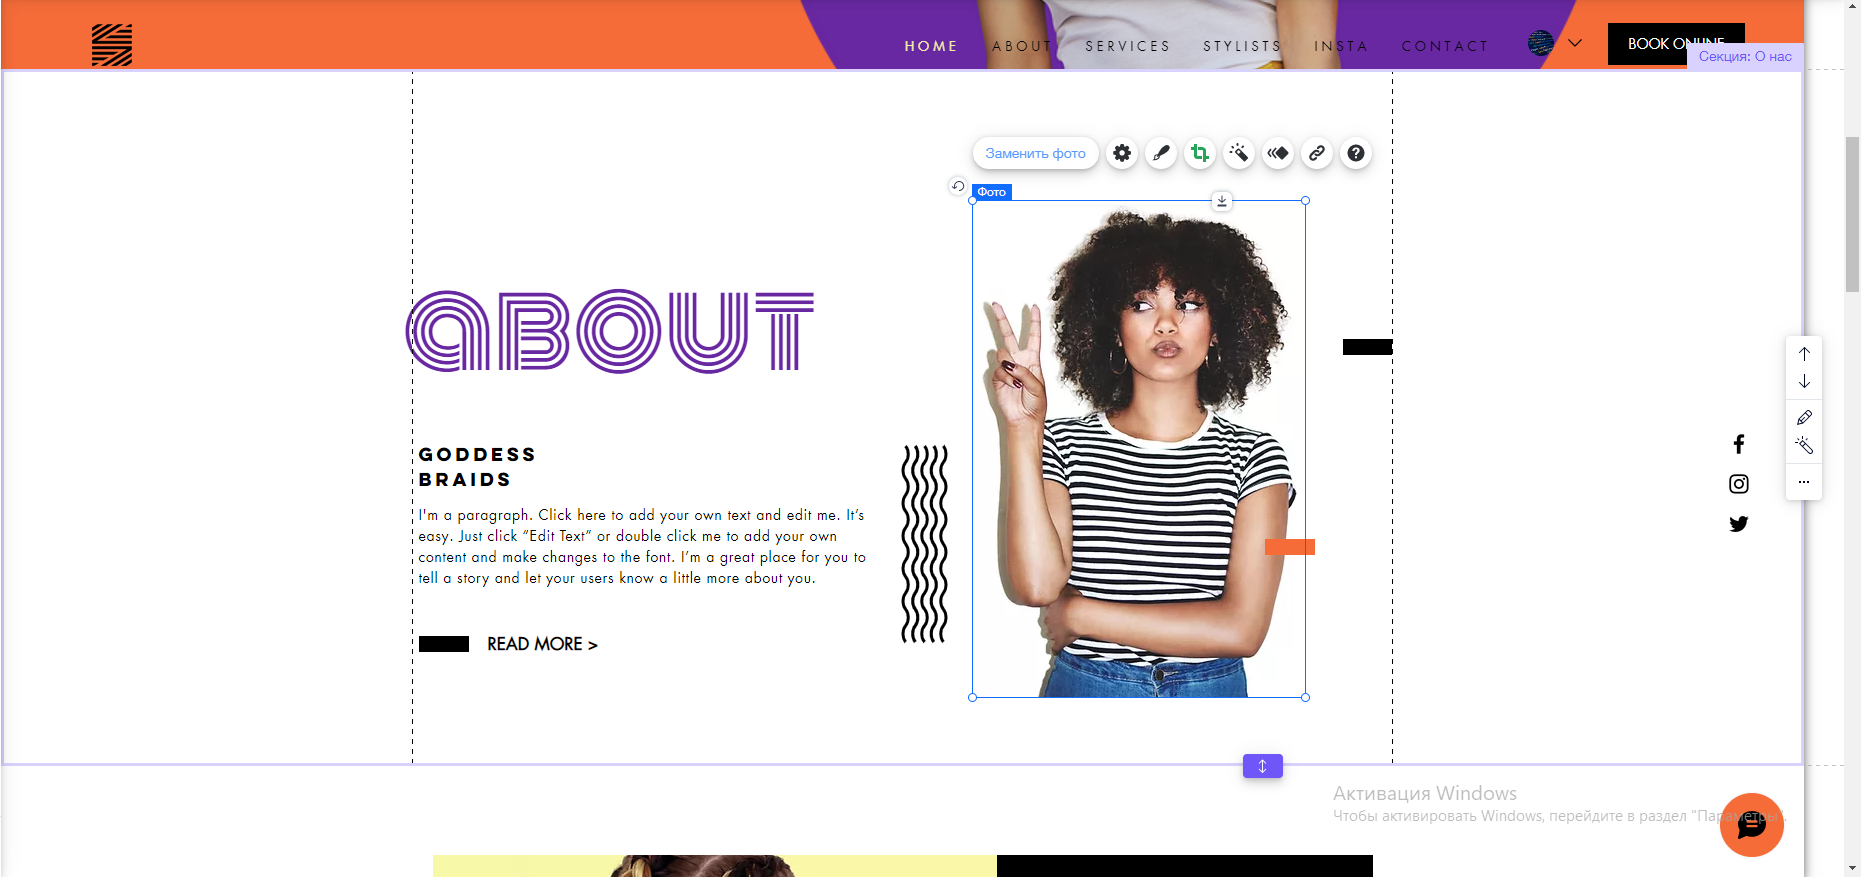 HOME ABOUT SERVICES STYLISTS INSTA CONTACT
BOOK ONLINE
Секция: О нас
Заменить фото
Фото
ABOUT
GODDESS
BRAIDS
I'm a paragraph. Click here to add your own text and edit me. It’s
easy. Just click “Edit Text” or double click me to add your own
content and make changes to the font. I’m a great place for you to
tell a story and let your users know a little more about you.
READ MORE >
Активация Windows
Чтобы активировать Windows, перейдите в раздел "Параметры".